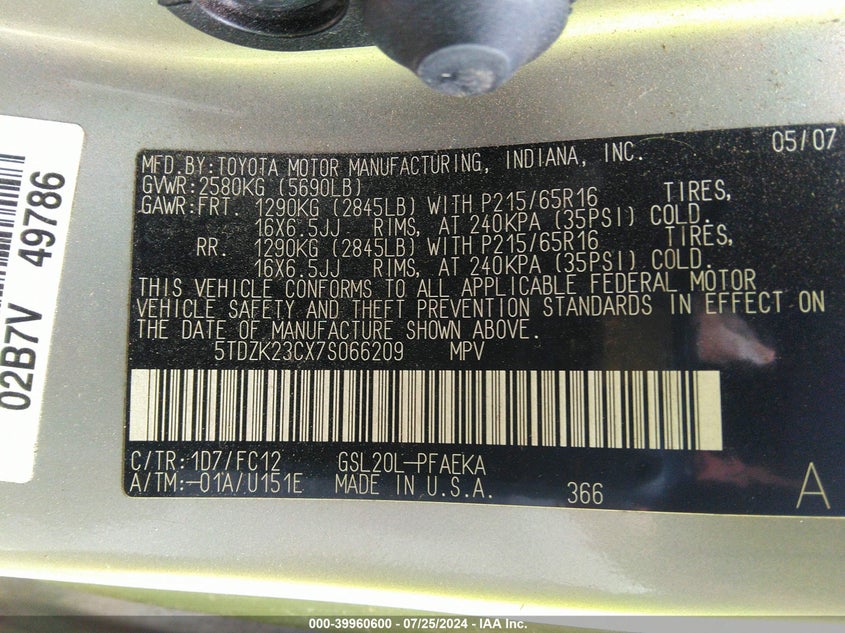 02B7V 49786
05/07
MFD.BY:TOYOTA MOTOR MANUFACTURING, INDIANA, INC.
GVWR:2580KG (5690LB)
GAWR:FRT. 1290KG (2845LB) WITH P215/65R16 TIRES,
16X6.5JJ RIMS, AT 240KPA (35PSI) COLD.
RR. 1290KG (2845LB) WITH P215/65R16 TIRES,
16X6.5JJ RIMS, AT 240KPA (35PSI) COLD.
THIS VEHICLE CONFORMS TO ALL APPLICABLE FEDERAL MOTOR
VEHICLE SAFETY AND THEFT PREVENTION STANDARDS IN EFFECT ON
THE DATE OF MANUFACTURE SHOWN ABOVE.
5TDZK23CX7S066209 MPV
C/TR:1D7/FC12 GSL20L-PFAEKA
A/TM:-01A/U151E MADE IN U.S.A. 366 A
000-39960600 - 07/25/2024 - IAA Inc.